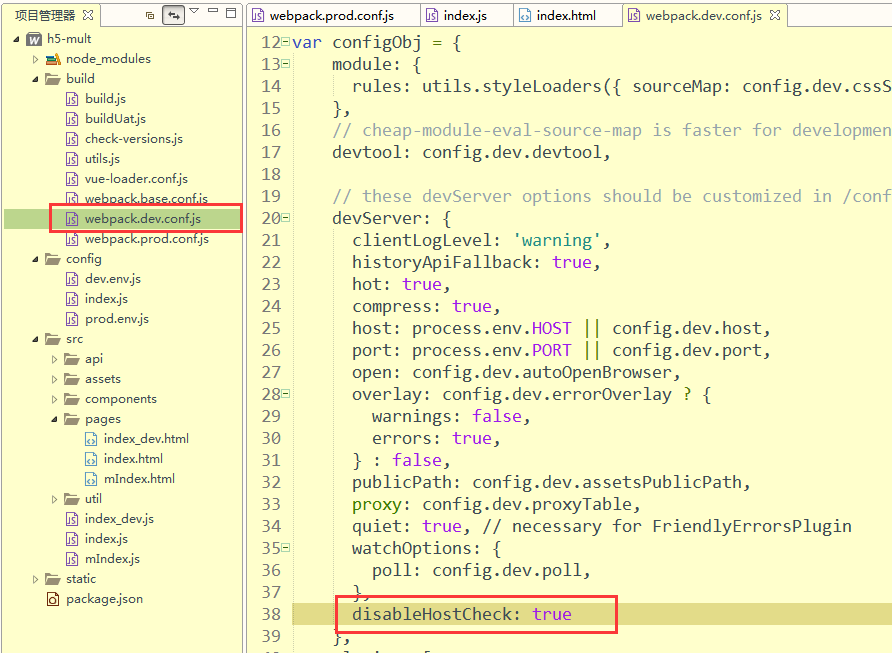 项目管理器
h5-mult
node_modules
build
build.js
buildUat.js
check-versions.js
utils.js
vue-loader.conf.js
webpack.base.conf.js
webpack.dev.conf.js
webpack.prod.conf.js
config
dev.env.js
index.js
prod.env.js
src
api
assets
components
pages
index_dev.html
index.html
mIndex.html
util
index_dev.js
index.js
mIndex.js
static
package.json
webpack.prod.conf.js index.js index.html webpack.dev.conf.js
12 var configObj = {
13 module: {
14 rules: utils.styleLoaders({ sourceMap: config.dev.cssS
15 },
16 // cheap-module-eval-source-map is faster for developmen
17 devtool: config.dev.devtool,
18
19 // these devServer options should be customized in /conf
20 devServer: {
21 clientLogLevel: 'warning',
22 historyApiFallback: true,
23 hot: true,
24 compress: true,
25 host: process.env.HOST || config.dev.host,
26 port: process.env.PORT || config.dev.port,
27 open: config.dev.autoOpenBrowser,
28 overlay: config.dev.errorOverlay ? {
29 warnings: false,
30 errors: true,
31 } : false,
32 publicPath: config.dev.assetsPublicPath,
33 proxy: config.dev.proxyTable,
34 quiet: true, // necessary for FriendlyErrorsPlugin
35 watchOptions: {
36 poll: config.dev.poll,
37 },
38 disableHostCheck: true
39 },